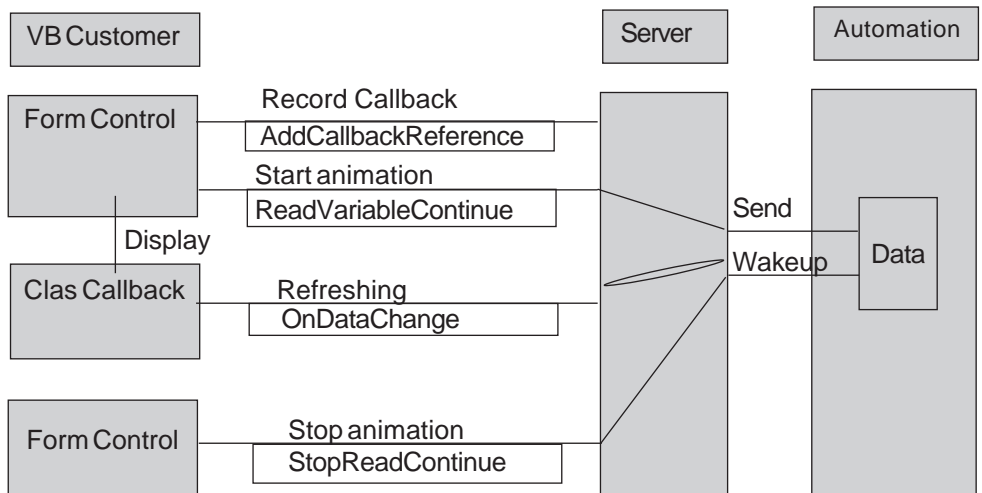 VB Customer
Server
Automation
Form Control
Record Callback
AddCallbackReference
Start animation
ReadVariableContinue
Send
Display
Wakeup
Data
Clas Callback
Refreshing
OnDataChange
Form Control
Stop animation
StopReadContinue